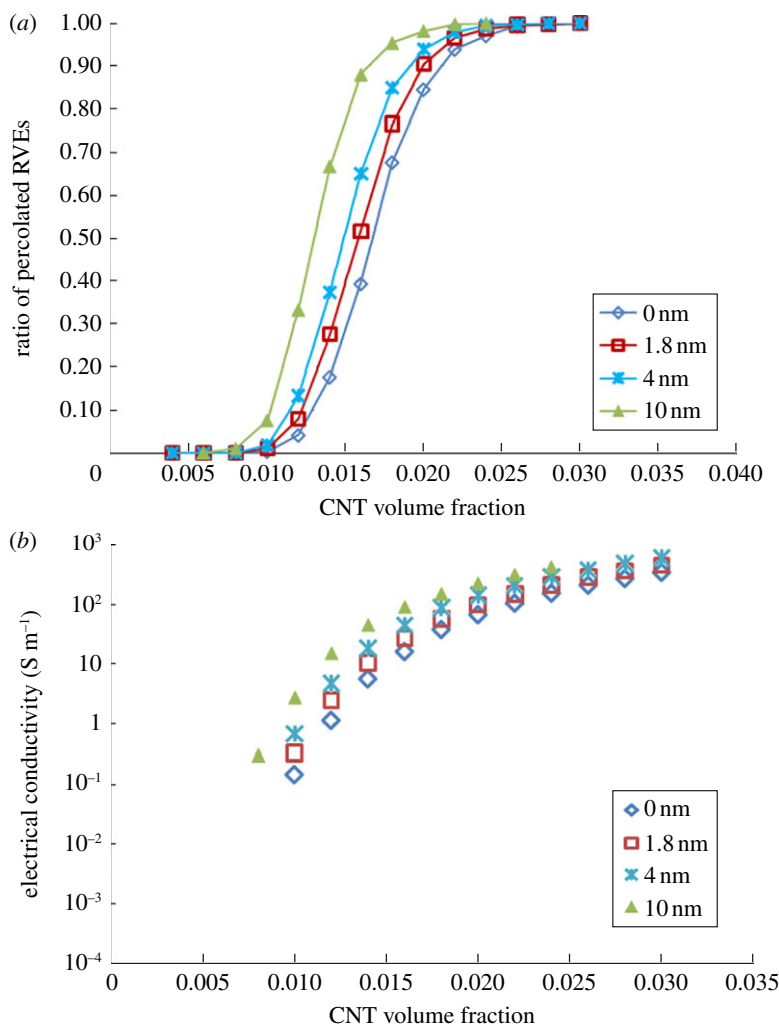 (a)
1.00
0.90
0.80
0.70
0.60
0.50
0.40
0.30
0.20
0.10
ratio of percolated RVEs
0 nm
1.8 nm
4 nm
10 nm
0 0.005 0.010 0.015 0.020 0.025 0.030 0.035 0.040
CNT volume fraction
(b)
10³
10²
10
1
10⁻¹
10⁻²
10⁻³
10⁻⁴
electrical conductivity (S m⁻¹)
0 nm
1.8 nm
4 nm
10 nm
0 0.005 0.010 0.015 0.020 0.025 0.030 0.035
CNT volume fraction